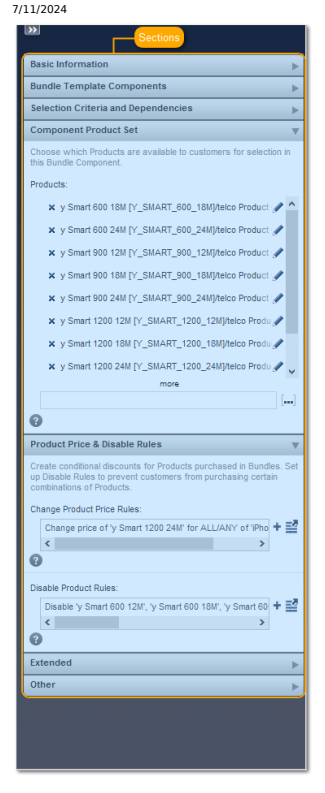 7/11/2024
Sections
Basic Information
Bundle Template Components
Selection Criteria and Dependencies
Component Product Set
Choose which Products are available to customers for selection in
this Bundle Component.
Products:
y Smart 600 18M [Y_SMART_600_18M]/telco Product
y Smart 600 24M [Y_SMART_600_24M]/telco Product
y Smart 900 12M [Y_SMART_900_12M]/telco Product
y Smart 900 18M [Y_SMART_900_18M]/telco Product
y Smart 900 24M [Y_SMART_900_24M]/telco Product
y Smart 1200 12M [Y_SMART_1200_12M]/telco Produ
y Smart 1200 18M [Y_SMART_1200_18M]/telco Produ
y Smart 1200 24M [Y_SMART_1200_24M]/telco Produ
more
[...]
?
Product Price & Disable Rules
Create conditional discounts for Products purchased in Bundles. Set
up Disable Rules to prevent customers from purchasing certain
combinations of Products.
Change Product Price Rules:
Change price of 'y Smart 1200 24M' for ALL/ANY of 'iPho
?
Disable Product Rules:
Disable 'y Smart 600 12M', 'y Smart 600 18M', 'y Smart 60
?
Extended
Other